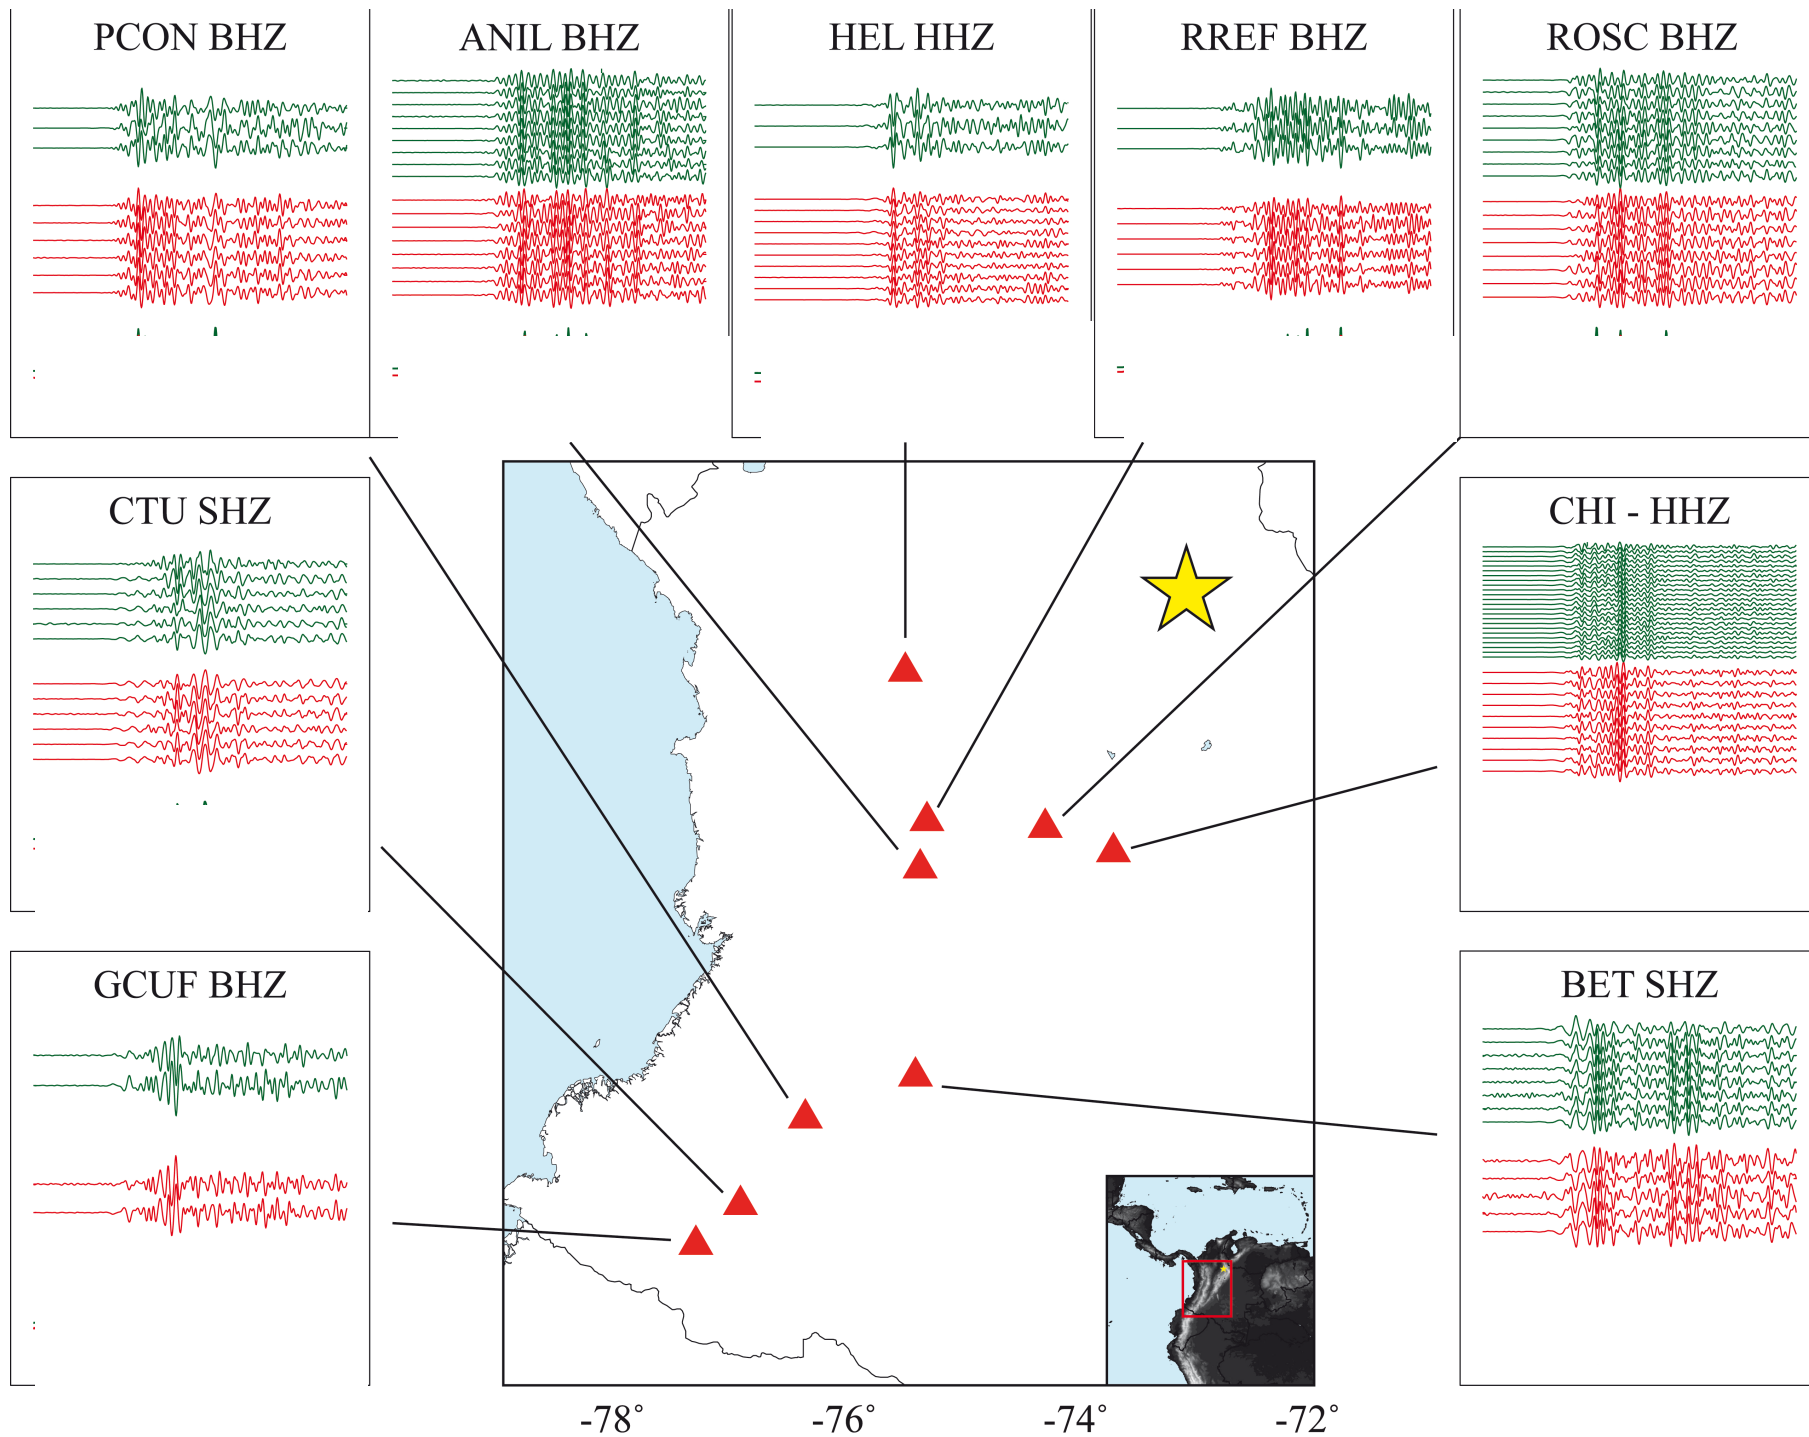 PCON BHZ
ANIL BHZ
HEL HHZ
RREF BHZ
ROSC BHZ
CTU SHZ
CHI - HHZ
GCUF BHZ
BET SHZ
-78˚
-76˚
-74˚
-72˚